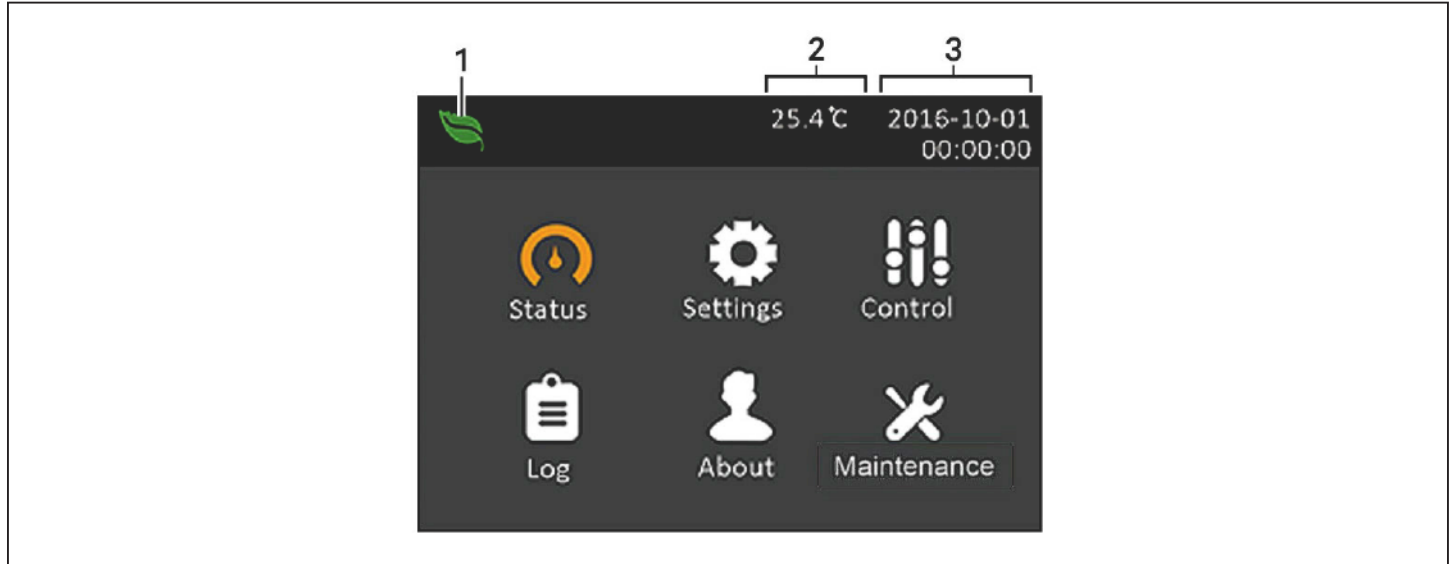 1 2 3
25.4℃ 2016-10-01
00:00:00
Status Settings Control
Log About Maintenance